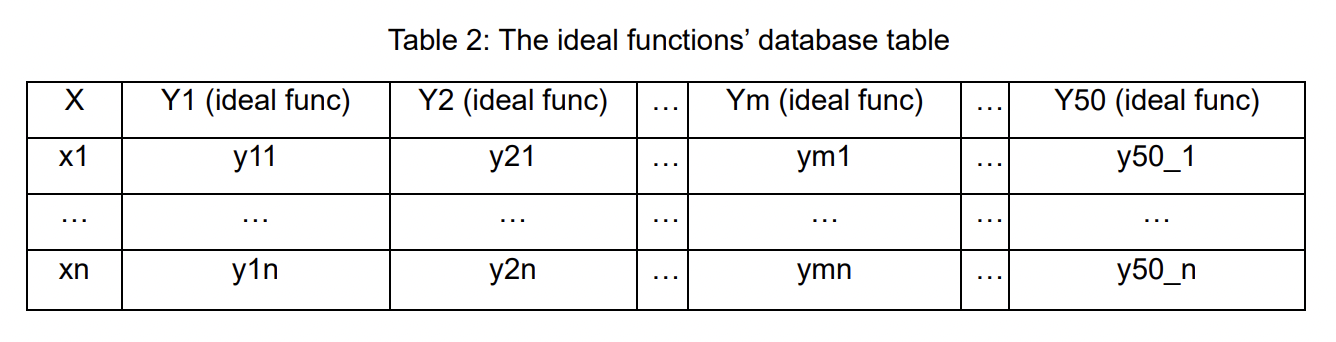 Table 2: The ideal functions’ database table
X Y1 (ideal func) Y2 (ideal func) … Ym (ideal func) … Y50 (ideal func)
x1 y11 y21 … ym1 … y50_1
… … … … … … …
xn y1n y2n … ymn … y50_n